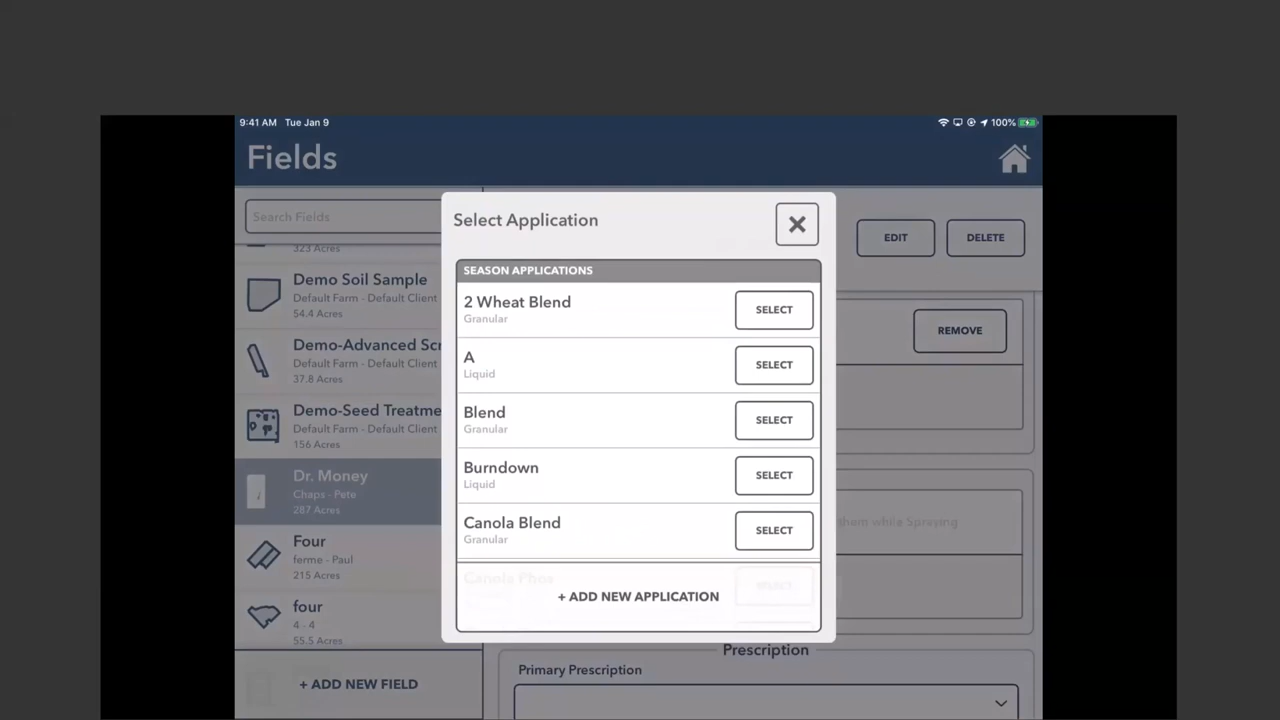 9:41 AM Tue Jan 9
100%
Fields
Search Fields
323 Acres
Demo Soil Sample
Default Farm - Default Client
54.4 Acres
Demo-Advanced Scr
Default Farm - Default Client
37.8 Acres
Demo-Seed Treatme
Default Farm - Default Client
156 Acres
Dr. Money
Chaps - Pete
287 Acres
Four
ferme - Paul
215 Acres
four
4 - 4
55.5 Acres
+ ADD NEW FIELD
Select Application
SEASON APPLICATIONS
2 Wheat Blend
Granular
SELECT
A
Liquid
SELECT
Blend
Granular
SELECT
Burndown
Liquid
SELECT
Canola Blend
Granular
SELECT
Canola Phos
SELECT
+ ADD NEW APPLICATION
EDIT
DELETE
REMOVE
them while Spraying
Prescription
Primary Prescription